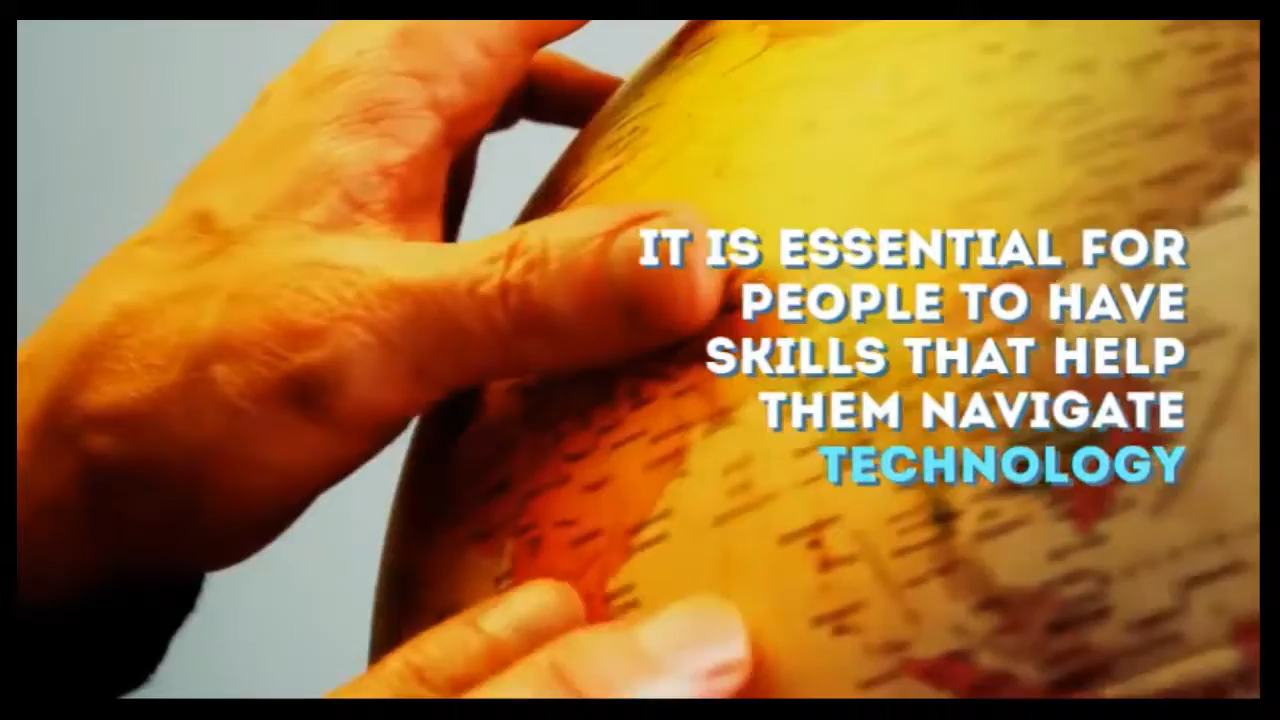 IT IS ESSENTIAL FOR
PEOPLE TO HAVE
SKILLS THAT HELP
THEM NAVIGATE
TECHNOLOGY